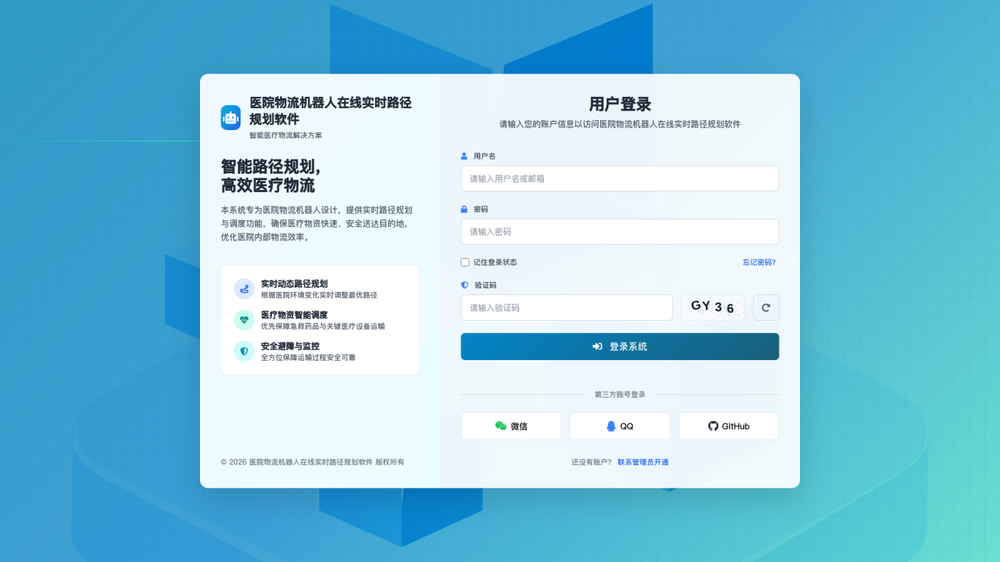 医院物流机器人在线实时路径
规划软件
智能医疗物流解决方案
智能路径规划，
高效医疗物流
本系统专为医院物流机器人设计，提供实时路径规划
与调度功能，确保医疗物资快速、安全送达目的地，
优化医院内部物流效率。
实时动态路径规划
根据医院环境变化实时调整最优路径
医疗物资智能调度
优先保障急救药品与关键医疗设备运输
安全避障与监控
全方位保障运输过程安全可靠
© 2026 医院物流机器人在线实时路径规划软件 版权所有
用户登录
请输入您的账户信息以访问医院物流机器人在线实时路径规划软件
用户名
请输入用户名或邮箱
密码
请输入密码
记住登录状态 忘记密码?
验证码
请输入验证码 GY36
登录系统
第三方账号登录
微信 QQ GitHub
还没有账户? 联系管理员开通